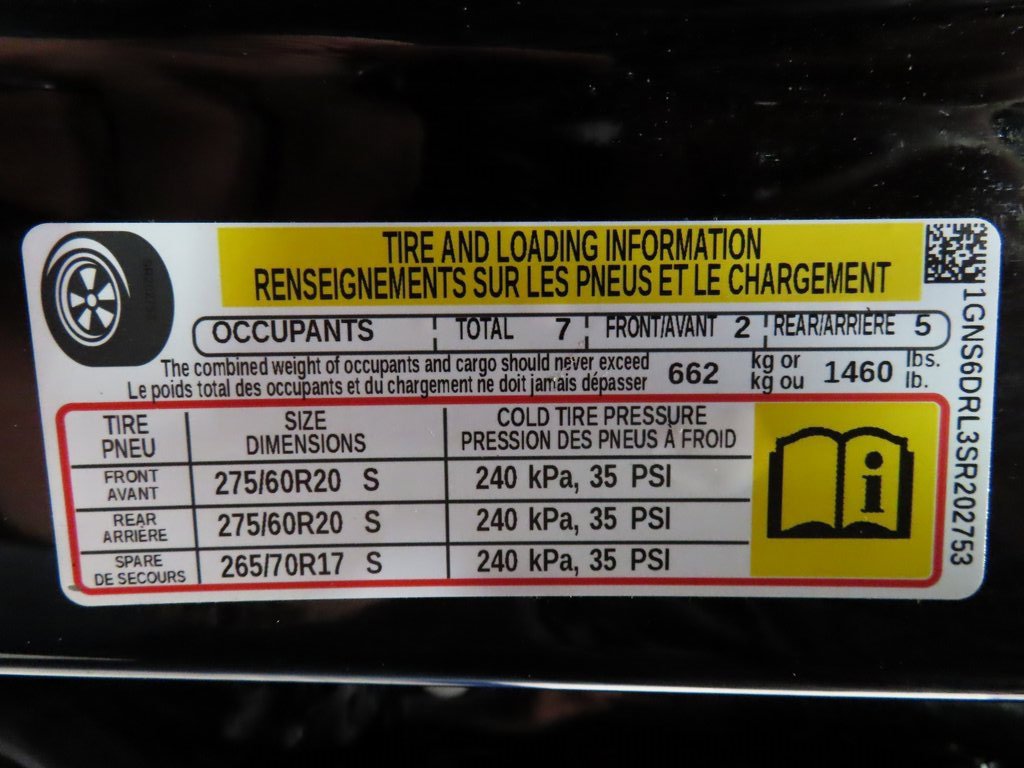 TIRE AND LOADING INFORMATION
RENSEIGNEMENTS SUR LES PNEUS ET LE CHARGEMENT
OCCUPANTS TOTAL 7 FRONT/AVANT 2 REAR/ARRIÈRE 5
The combined weight of occupants and cargo should never exceed 662 kg or 1460 lbs.
Le poids total des occupants et du chargement ne doit jamais dépasser kg ou lb.
TIRE SIZE COLD TIRE PRESSURE
PNEU DIMENSIONS PRESSION DES PNEUS À FROID
FRONT
AVANT 275/60R20 S 240 kPa, 35 PSI
REAR
ARRIÈRE 275/60R20 S 240 kPa, 35 PSI
SPARE
DE SECOURS 265/70R17 S 240 kPa, 35 PSI
i
1GNS6DRL3SR202753